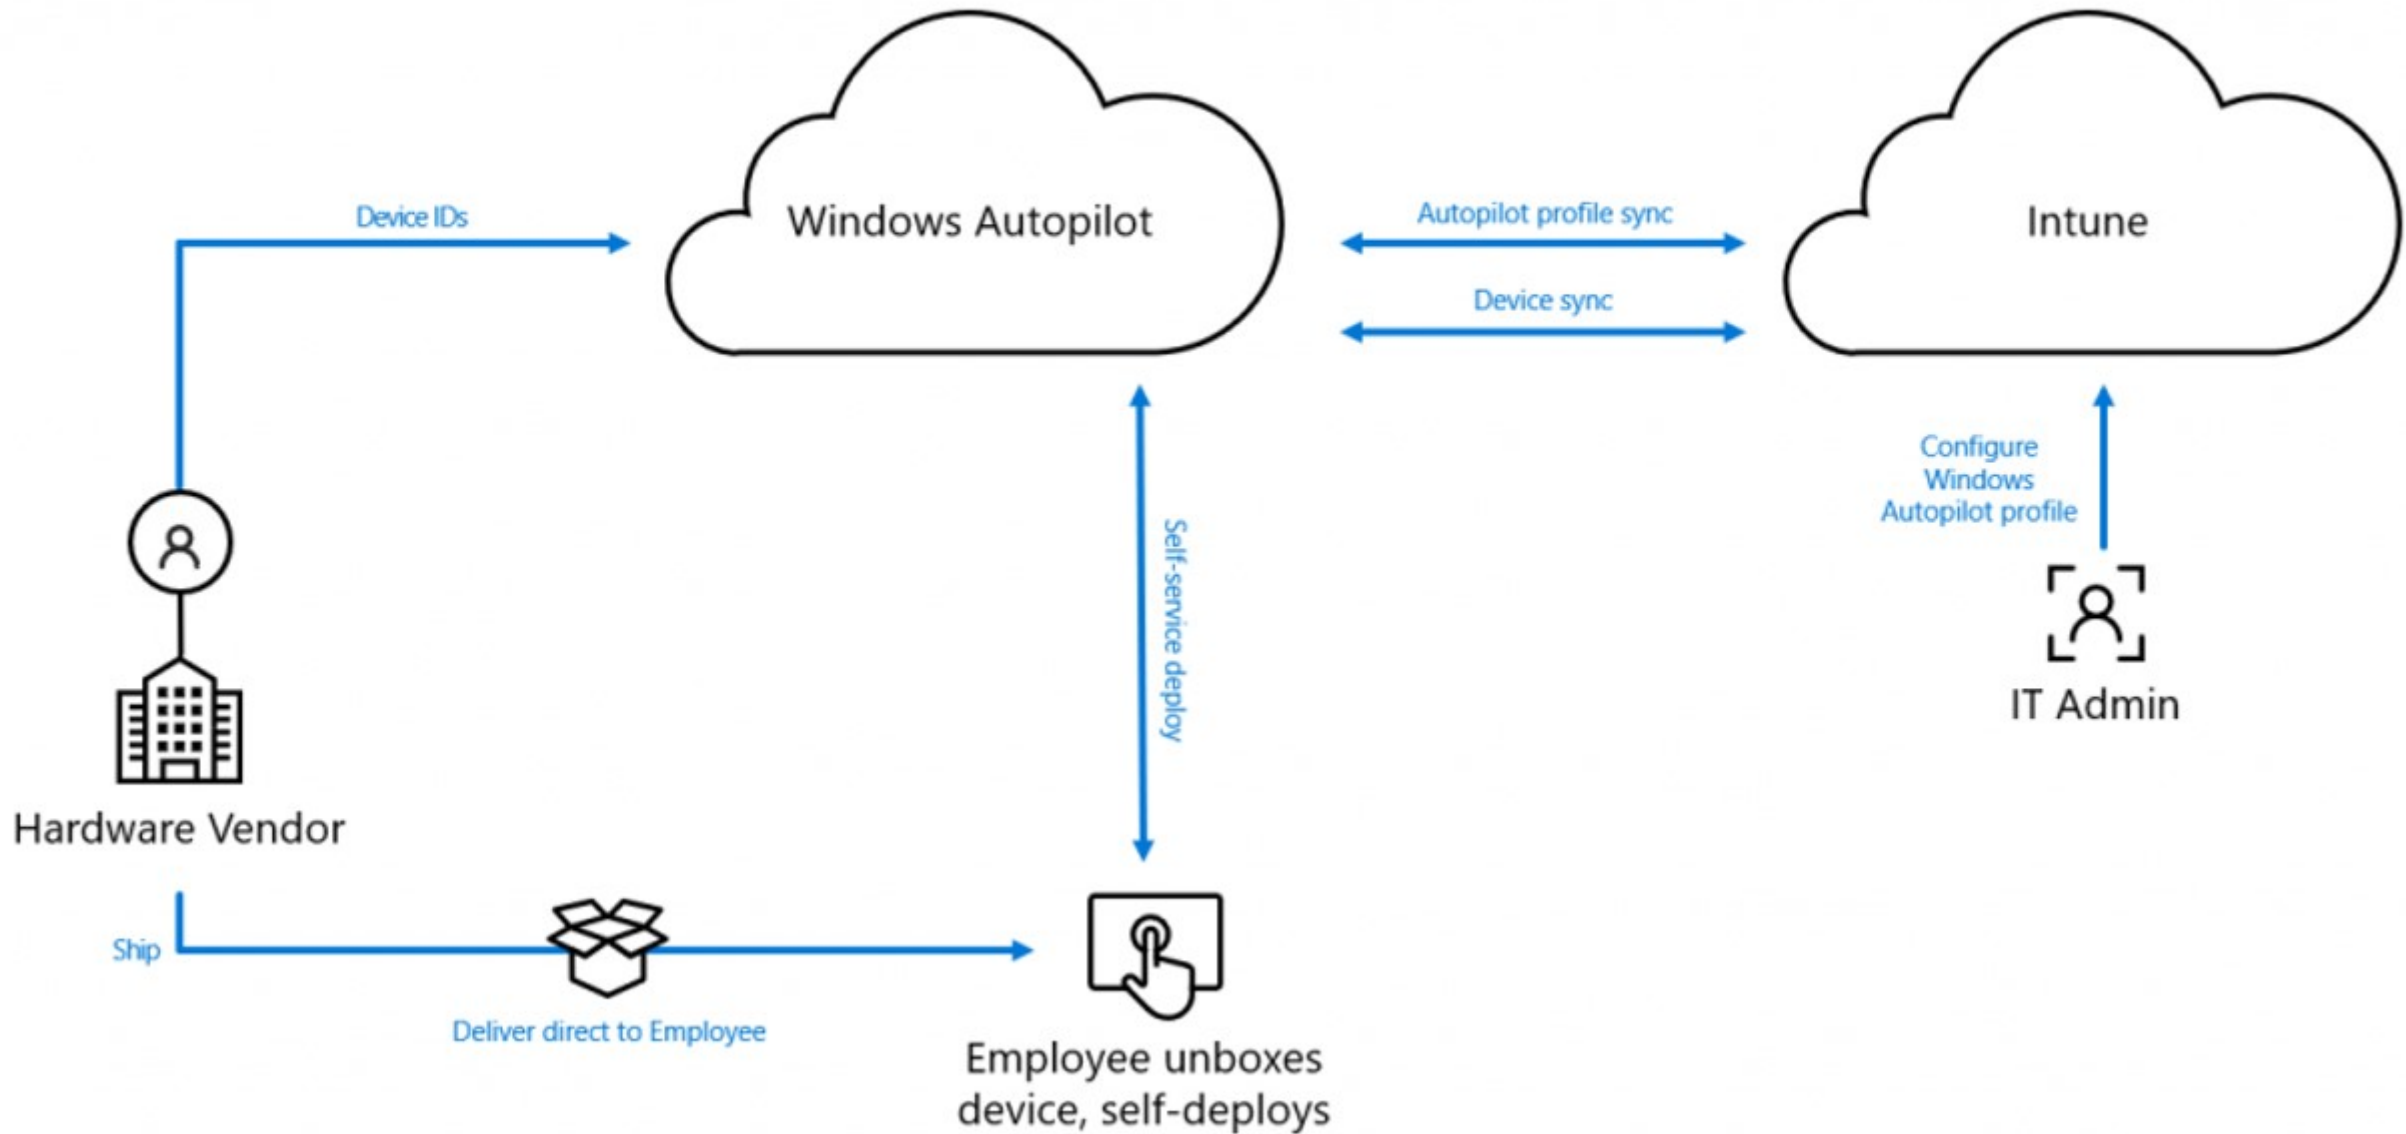 Windows Autopilot
Intune
Device IDs
Autopilot profile sync
Device sync
Configure
Windows
Autopilot profile
Self-service deploy
IT Admin
Hardware Vendor
Ship
Deliver direct to Employee
Employee unboxes
device, self-deploys